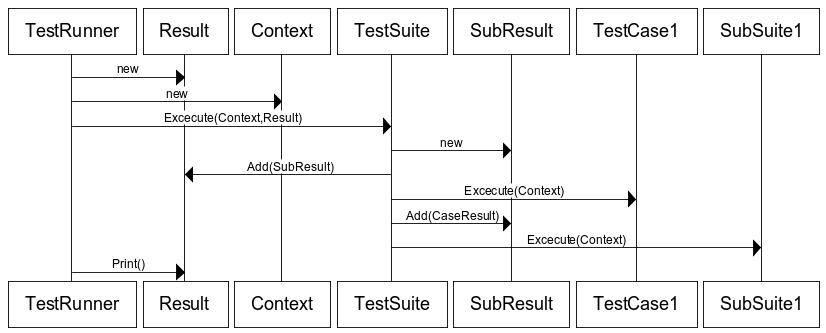 TestRunner Result Context TestSuite SubResult TestCase1 SubSuite1
new
new
Excecute(Context,Result)
new
Add(SubResult)
Excecute(Context)
Add(CaseResult)
Excecute(Context)
Print()
TestRunner Result Context TestSuite SubResult TestCase1 SubSuite1